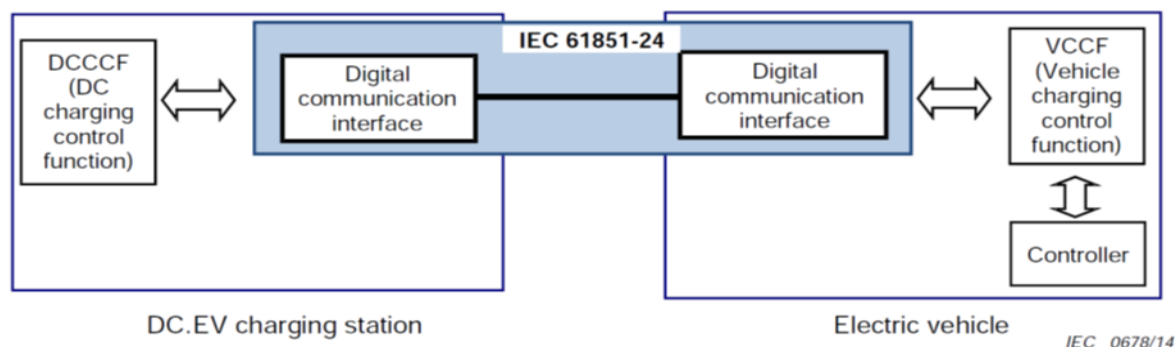 IEC 61851-24
DCCCF
(DC
charging
control
function)
Digital
communication
interface
Digital
communication
interface
VCCF
(Vehicle
charging
control
function)
Controller
DC.EV charging station
Electric vehicle
IEC 0678/14